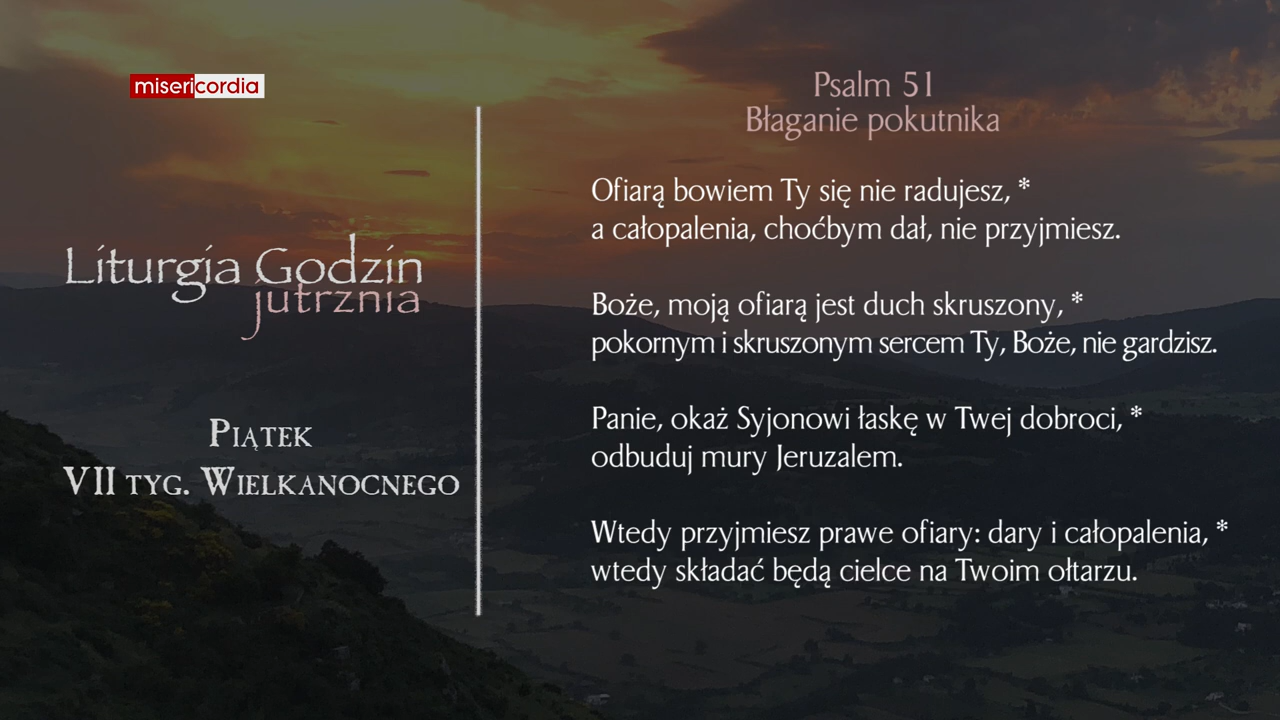 misericordia
Liturgia Godzin
jutrznia
Piątek
VII tyg. Wielkanocnego
Psalm 51
Błaganie pokutnika
Ofiarą bowiem Ty się nie radujesz, *
a całopalenia, choćbym dał, nie przyjmiesz.
Boże, moją ofiarą jest duch skruszony, *
pokornym i skruszonym sercem Ty, Boże, nie gardzisz.
Panie, okaż Syjonowi łaskę w Twej dobroci, *
odbuduj mury Jeruzalem.
Wtedy przyjmiesz prawe ofiary: dary i całopalenia, *
wtedy składać będą cielce na Twoim ołtarzu.